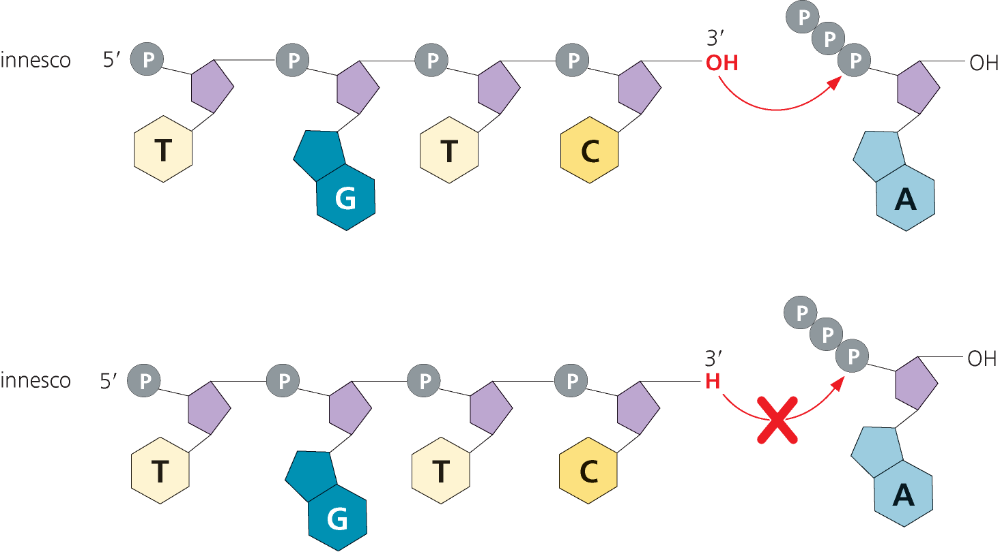 P
P
P
3′
innesco 5′ P P P P OH OH
T T C
G A
P
P
P
3′
OH
innesco 5′ P P P P H
T T C
A
G